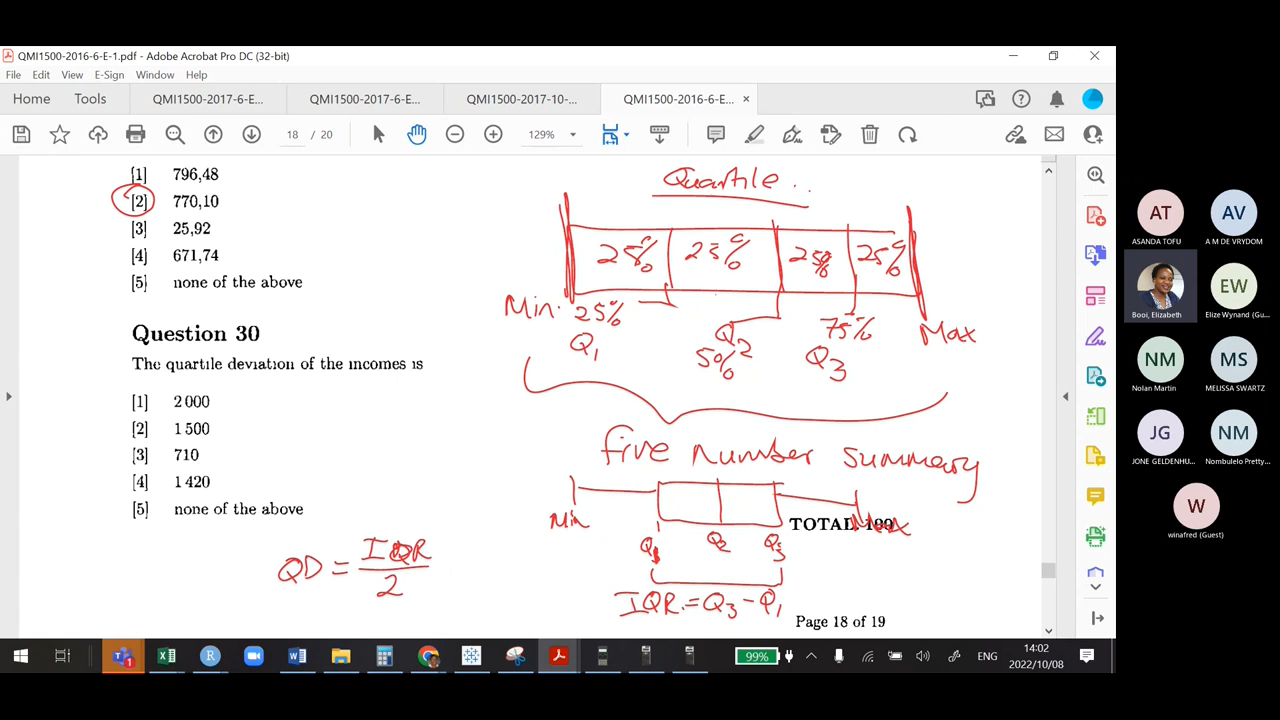 QMI1500-2016-6-E-1.pdf - Adobe Acrobat Pro DC (32-bit)
File Edit View E-Sign Window Help
Home Tools QMI1500-2017-6-E... QMI1500-2017-6-E... QMI1500-2017-10-... QMI1500-2016-6-E...
18 / 20 129%
[1] 796,48
[2] 770,10
[3] 25,92
[4] 671,74
[5] none of the above
Question 30
The quartile deviation of the incomes is
[1] 2 000
[2] 1 500
[3] 710
[4] 1 420
[5] none of the above
QD = IQR
2
Quartile ..
25% 25% 25% 25%
Min. 25% Q2 75% Max
Q1 50% Q3
five number summary
Min Max
TOTAL 100
Q1 Q2 Q3
IQR = Q3 - Q1
Page 18 of 19
AT
ASANDA TOFU
AV
A M DE VRYDOM
Booi, Elizabeth
EW
Elize Wynand (Gu...
NM
Nolan Martin
MS
MELISSA SWARTZ
JG
JONE GELDENHU...
NM
Nombulelo Pretty...
W
winafred (Guest)
99% ENG
14:02
2022/10/08